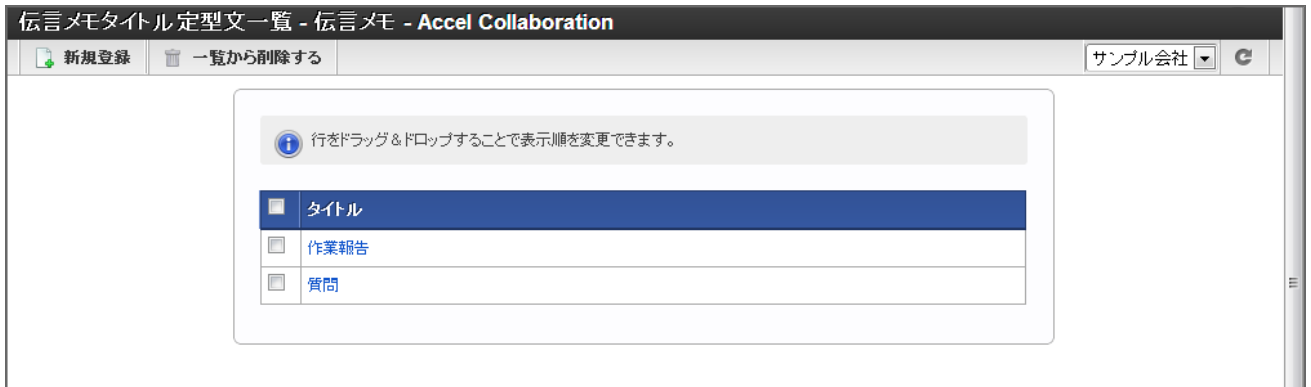 伝言メモタイトル定型文一覧 - 伝言メモ - Accel Collaboration
新規登録 一覧から削除する サンプル会社
行をドラッグ&ドロップすることで表示順を変更できます。
タイトル
作業報告
質問